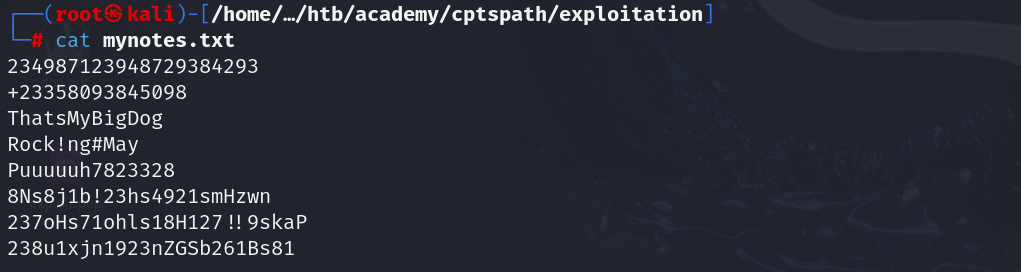 ┌──(root㉿kali)-[/home/…/htb/academy/cptspath/exploitation]
└─# cat mynotes.txt
234987123948729384293
+23358093845098
ThatsMyBigDog
Rock!ng#May
Puuuuuh7823328
8Ns8j1b!23hs4921smHzwn
237oHs71ohls18H127!!9skaP
238u1xjn1923nZGSb261Bs81